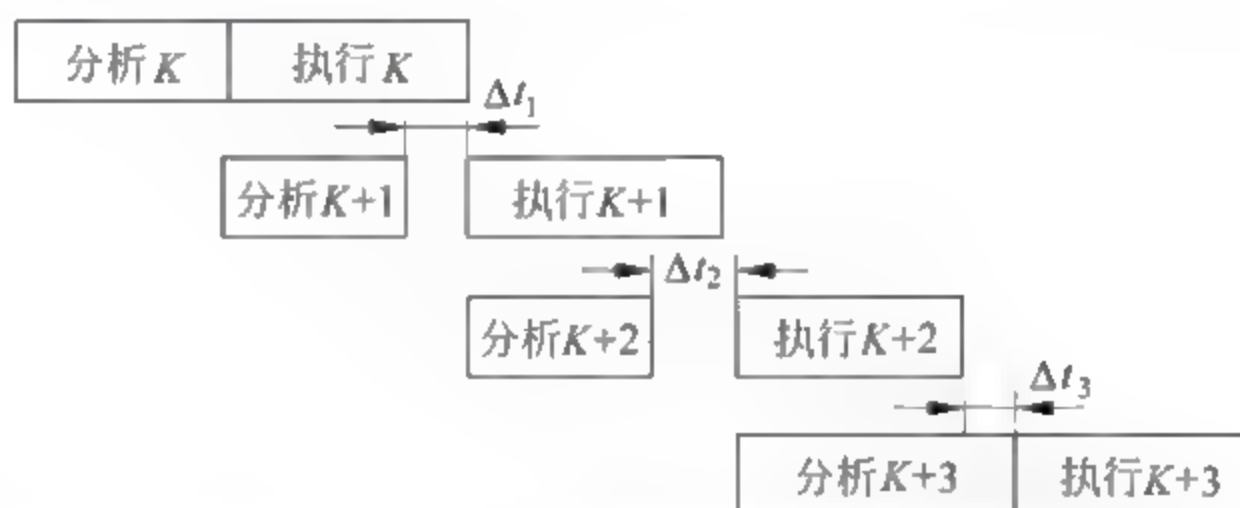 分析K 执行K
Δt₁
分析K+1 执行K+1
Δt₂
分析K+2 执行K+2
Δt₃
分析K+3 执行K+3